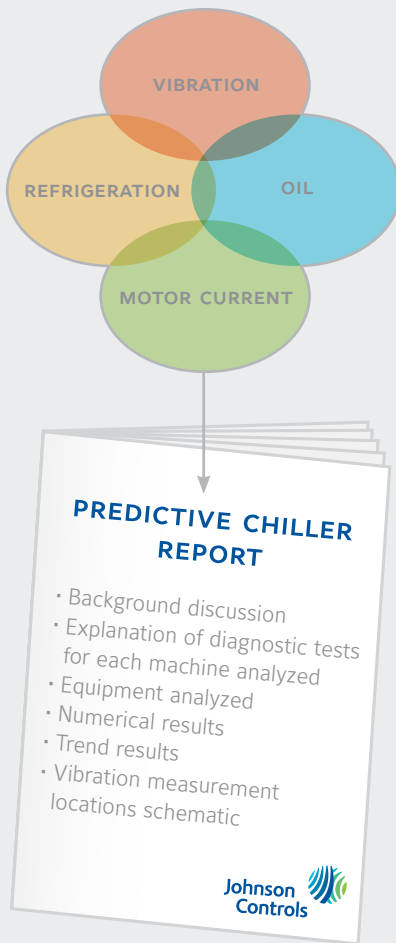 VIBRATION
REFRIGERATION
OIL
MOTOR CURRENT
PREDICTIVE CHILLER
REPORT
· Background discussion
· Explanation of diagnostic tests
for each machine analyzed
· Equipment analyzed
· Numerical results
· Trend results
· Vibration measurement
locations schematic
Johnson
Controls